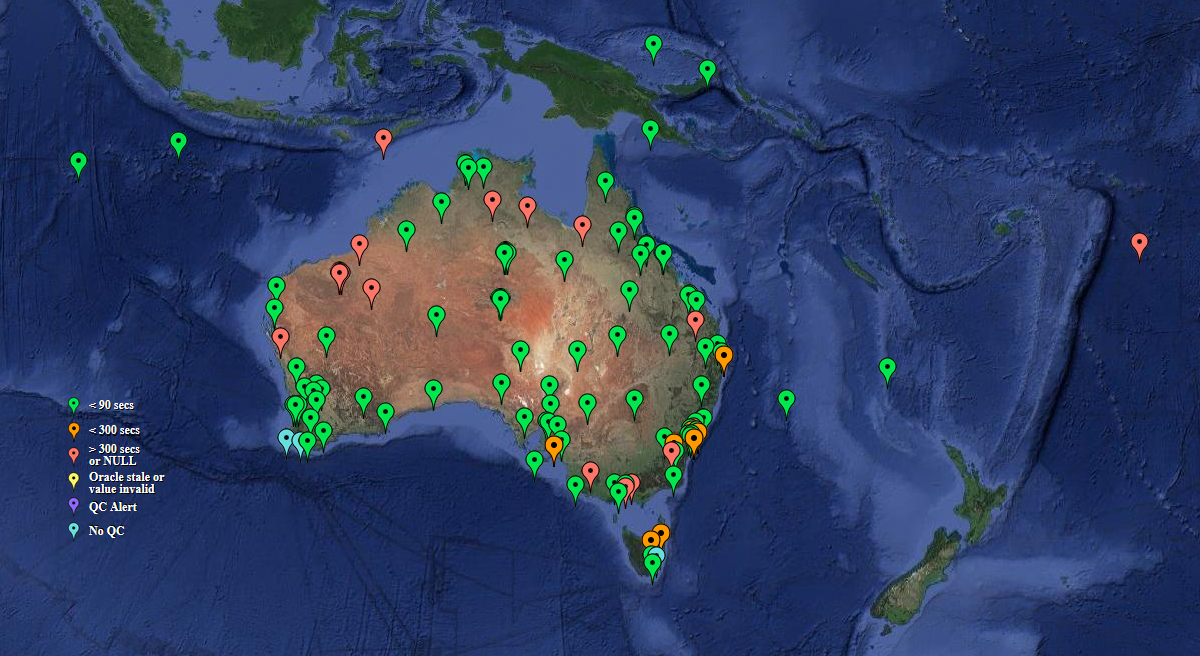 < 90 secs
< 300 secs
> 300 secs
or NULL
Oracle stale or
value invalid
QC Alert
No QC